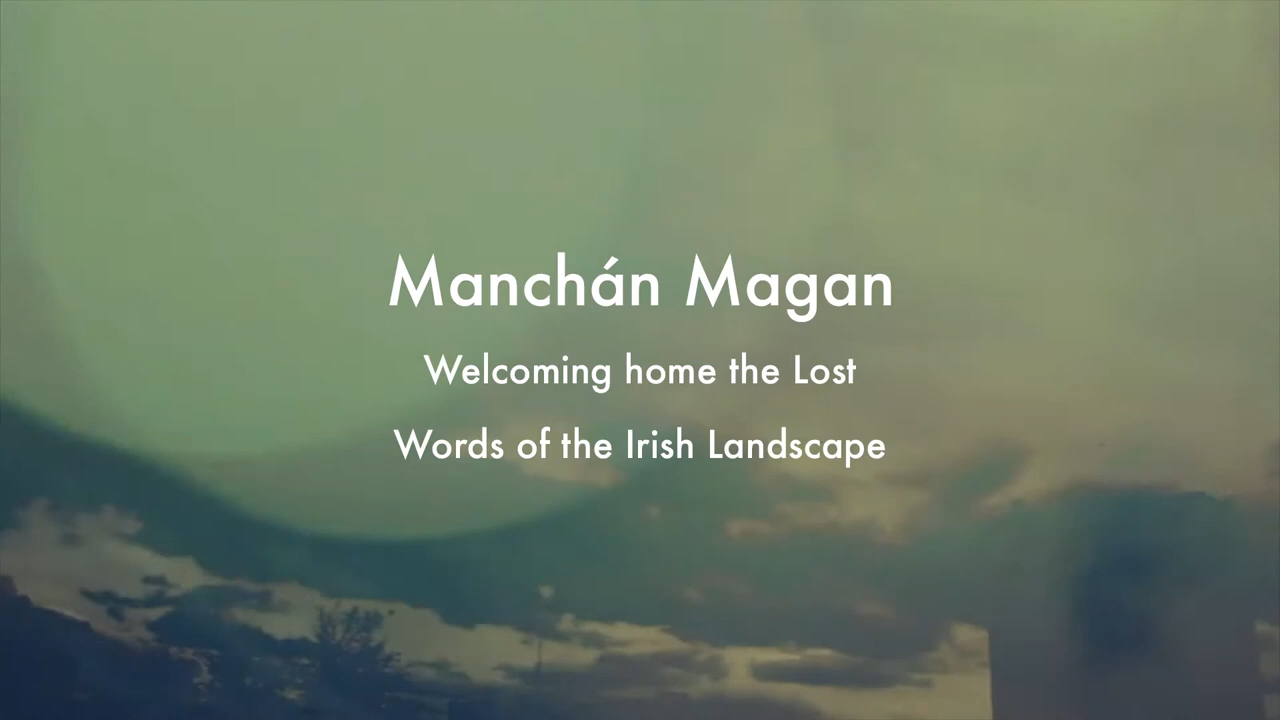 Manchán Magan
Welcoming home the Lost
Words of the Irish Landscape